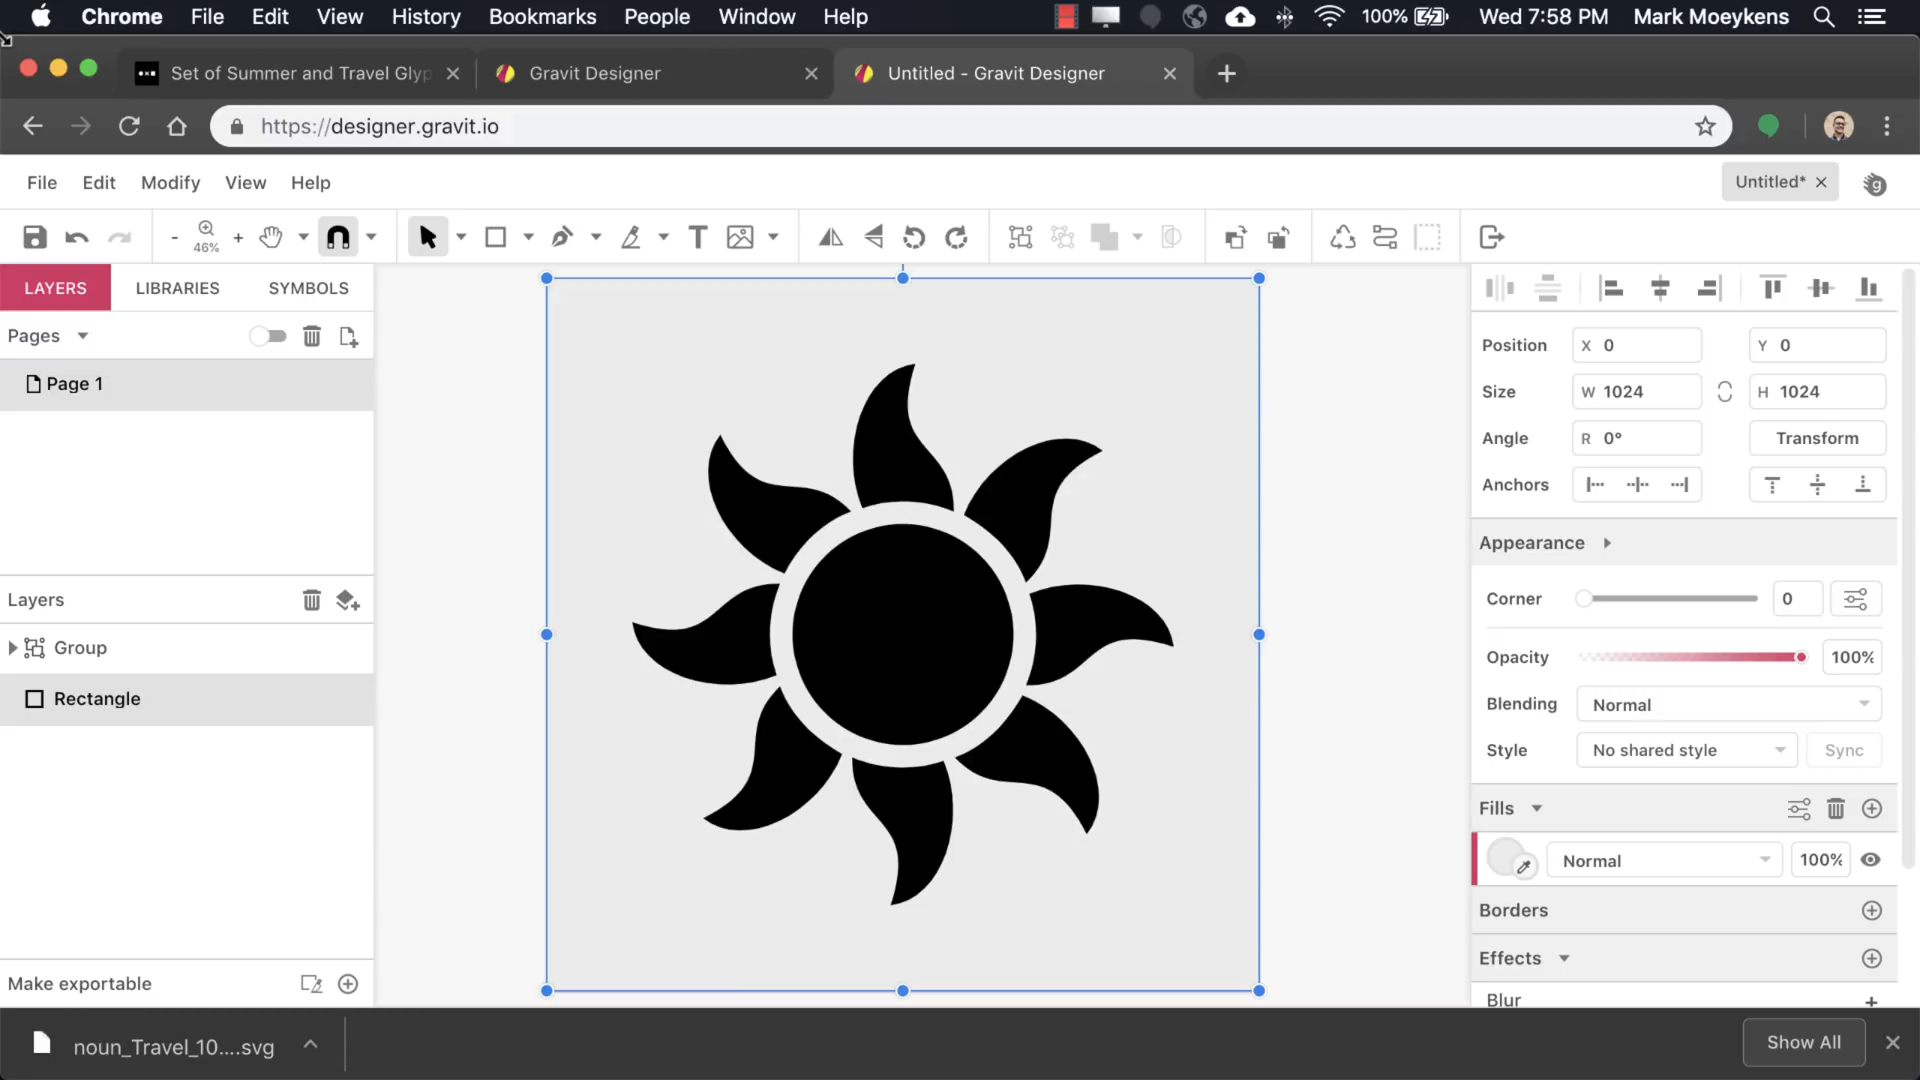 Chrome File Edit View History Bookmarks People Window Help 100% Wed 7:58 PM Mark Moeykens
Set of Summer and Travel Glyp Gravit Designer Untitled - Gravit Designer
https://designer.gravit.io
File Edit Modify View Help Untitled*
- 46% + T
LAYERS LIBRARIES SYMBOLS
Pages
Page 1
Layers
Group
Rectangle
Make exportable
Position X 0 Y 0
Size W 1024 H 1024
Angle R 0° Transform
Anchors
Appearance
Corner 0
Opacity 100%
Blending Normal
Style No shared style Sync
Fills
Normal 100%
Borders
Effects
Blur
noun_Travel_10....svg Show All